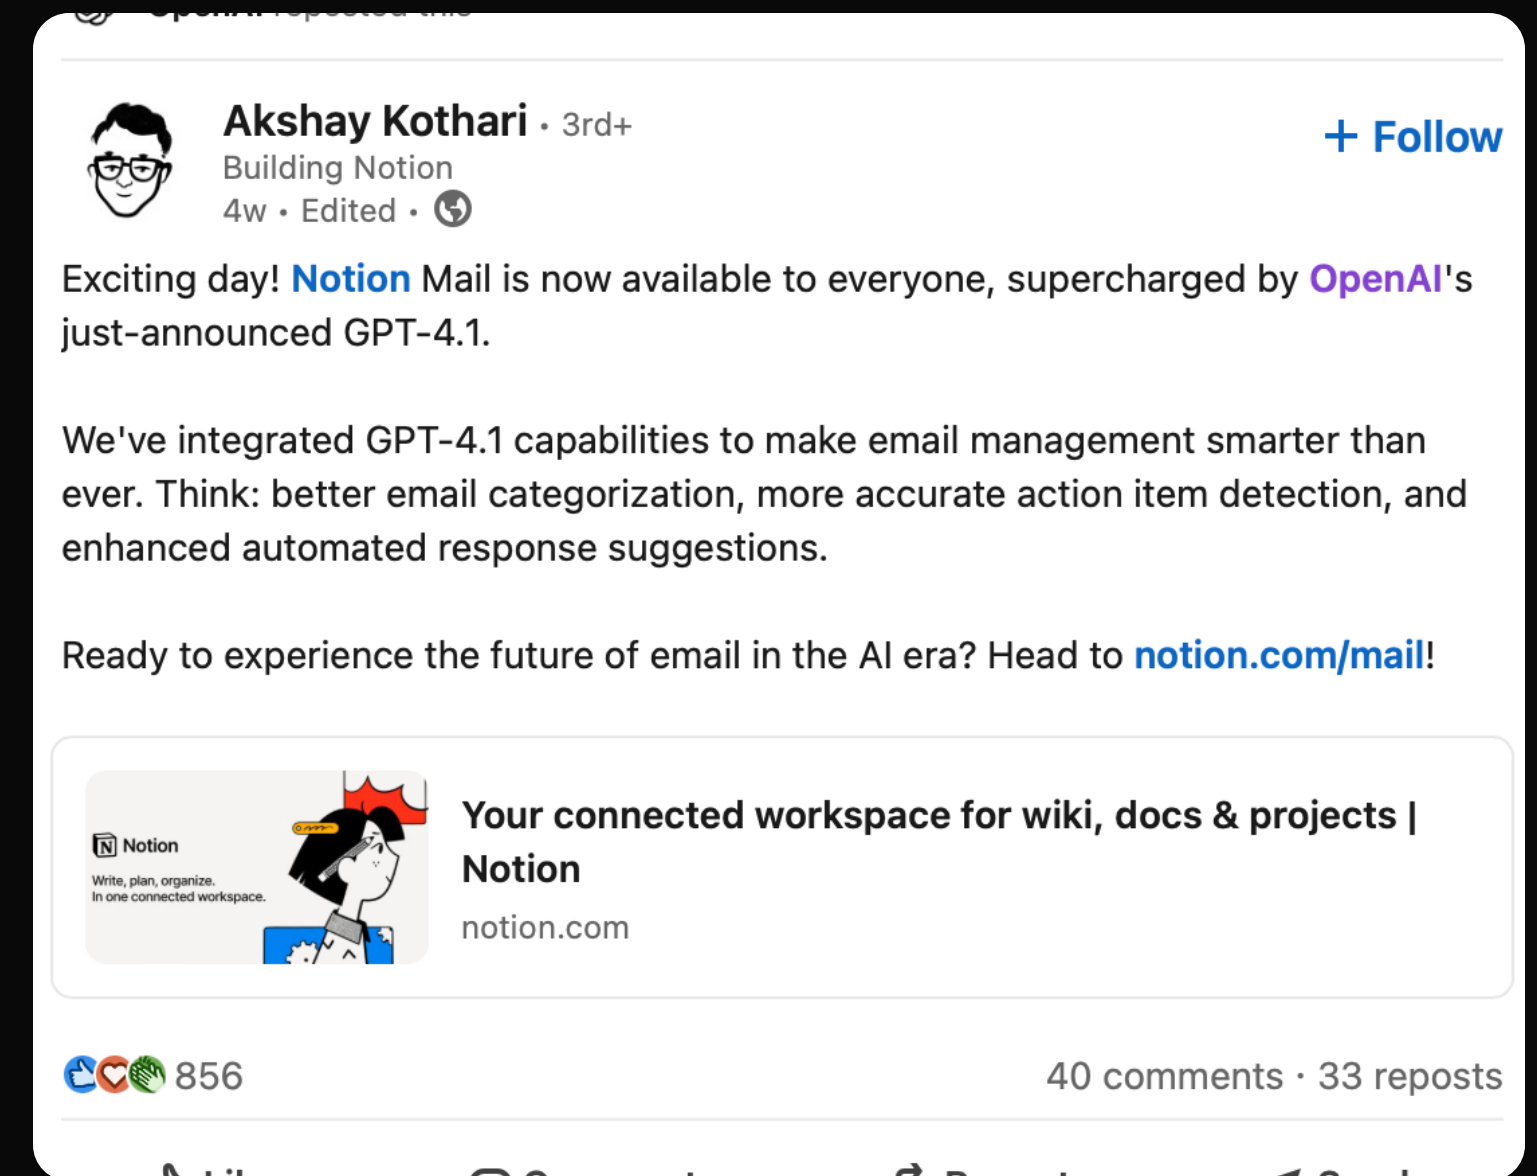 OpenAI reposted this
Akshay Kothari • 3rd+
+ Follow
Building Notion
4w • Edited •
Exciting day! Notion Mail is now available to everyone, supercharged by OpenAI's
just-announced GPT-4.1.
We've integrated GPT-4.1 capabilities to make email management smarter than
ever. Think: better email categorization, more accurate action item detection, and
enhanced automated response suggestions.
Ready to experience the future of email in the AI era? Head to notion.com/mail!
Notion
Write, plan, organize.
In one connected workspace.
Your connected workspace for wiki, docs & projects |
Notion
notion.com
856
40 comments · 33 reposts